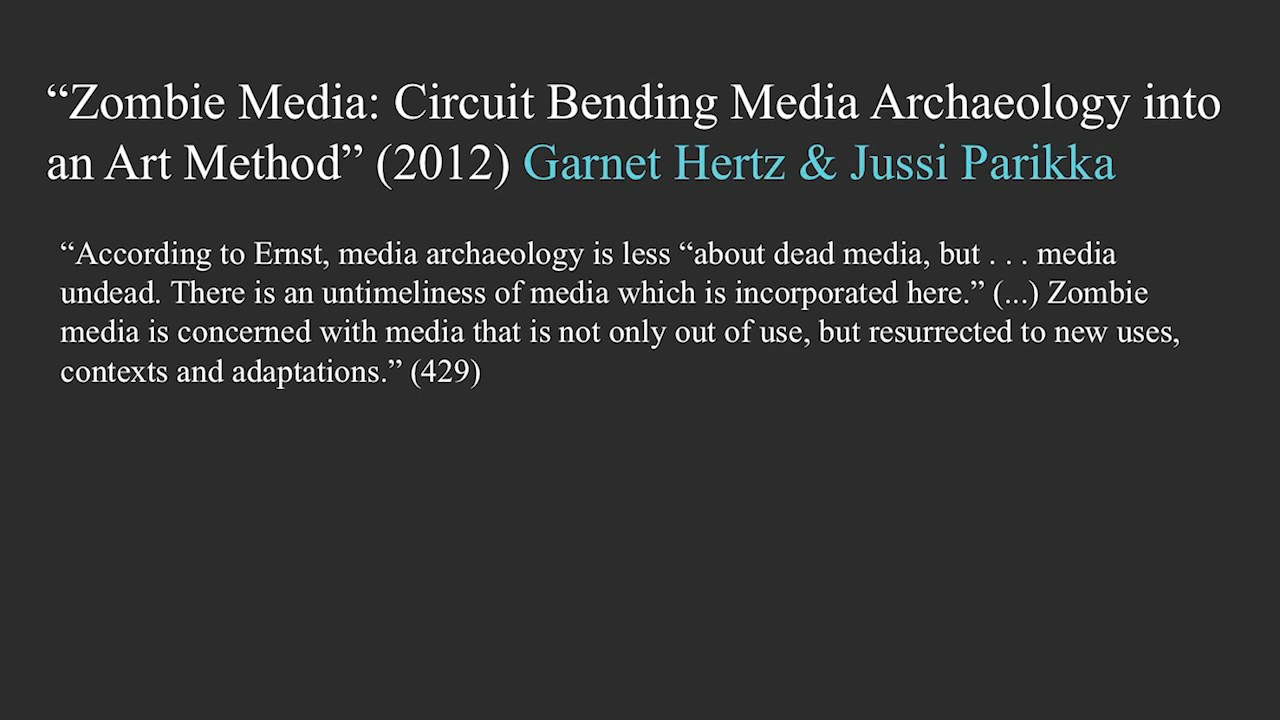 “Zombie Media: Circuit Bending Media Archaeology into
an Art Method” (2012) Garnet Hertz & Jussi Parikka
“According to Ernst, media archaeology is less “about dead media, but . . . media
undead. There is an untimeliness of media which is incorporated here.” (...) Zombie
media is concerned with media that is not only out of use, but resurrected to new uses,
contexts and adaptations.” (429)